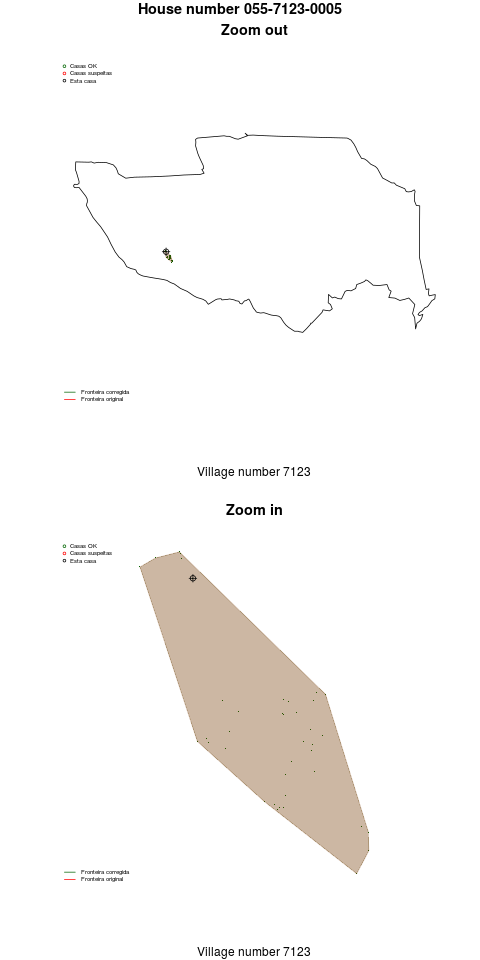 House number 055-7123-0005
Zoom out
Casas OK
Casas suspeitas
Esta casa
Fronteira corregida
Fronteira original
Village number 7123
Zoom in
Casas OK
Casas suspeitas
Esta casa
Fronteira corregida
Fronteira original
Village number 7123